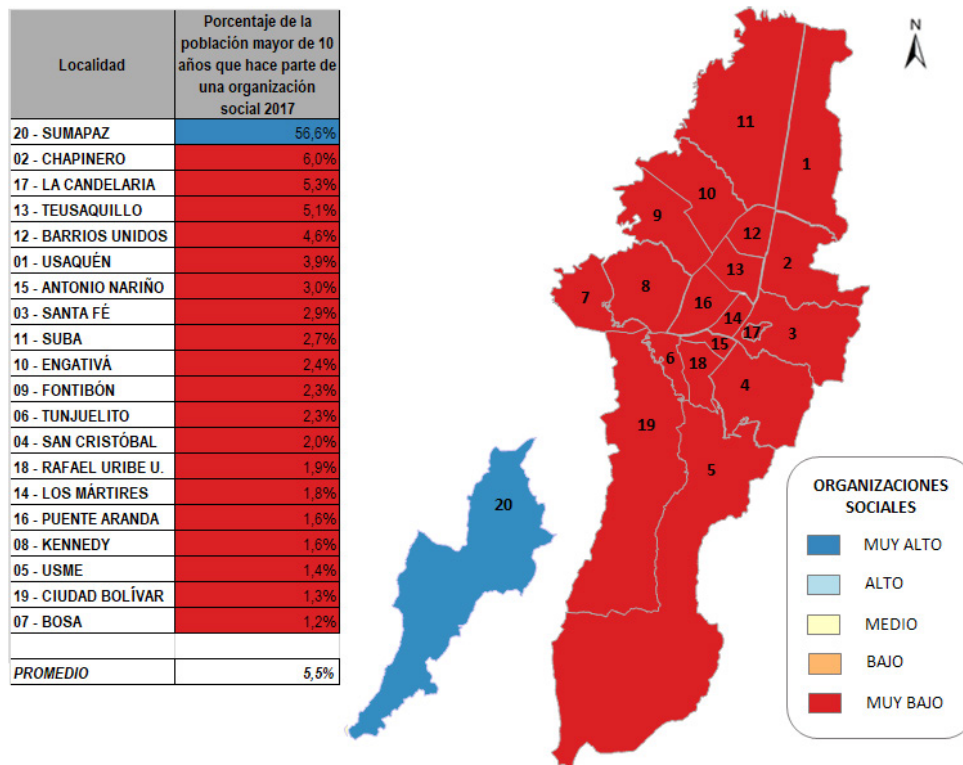 Localidad
Porcentaje de la
población mayor de 10
años que hace parte de
una organización
social 2017
20 - SUMAPAZ 56,6%
02 - CHAPINERO 6,0%
17 - LA CANDELARIA 5,3%
13 - TEUSAQUILLO 5,1%
12 - BARRIOS UNIDOS 4,6%
01 - USAQUÉN 3,9%
15 - ANTONIO NARIÑO 3,0%
03 - SANTA FÉ 2,9%
11 - SUBA 2,7%
10 - ENGATIVÁ 2,4%
09 - FONTIBÓN 2,3%
06 - TUNJUELITO 2,3%
04 - SAN CRISTÓBAL 2,0%
18 - RAFAEL URIBE U. 1,9%
14 - LOS MÁRTIRES 1,8%
16 - PUENTE ARANDA 1,6%
08 - KENNEDY 1,6%
05 - USME 1,4%
19 - CIUDAD BOLÍVAR 1,3%
07 - BOSA 1,2%
PROMEDIO 5,5%
N
11
1
10
9
12
2
13
8
7
16
14
17
3
15
6
18
4
19
5
20
ORGANIZACIONES
SOCIALES
MUY ALTO
ALTO
MEDIO
BAJO
MUY BAJO